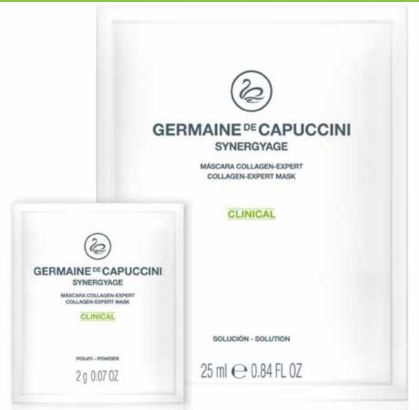 GERMAINE DE CAPUCCINI
SYNERGYAGE
MÁSCARA COLLAGEN-EXPERT
COLLAGEN-EXPERT MASK
CLINICAL
SOLUCIÓN - SOLUTION
25 ml ℮ 0.84 FL OZ
GERMAINE DE CAPUCCINI
SYNERGYAGE
MÁSCARA COLLAGEN-EXPERT
COLLAGEN-EXPERT MASK
CLINICAL
POLVO - POWDER
2 g 0.07 OZ